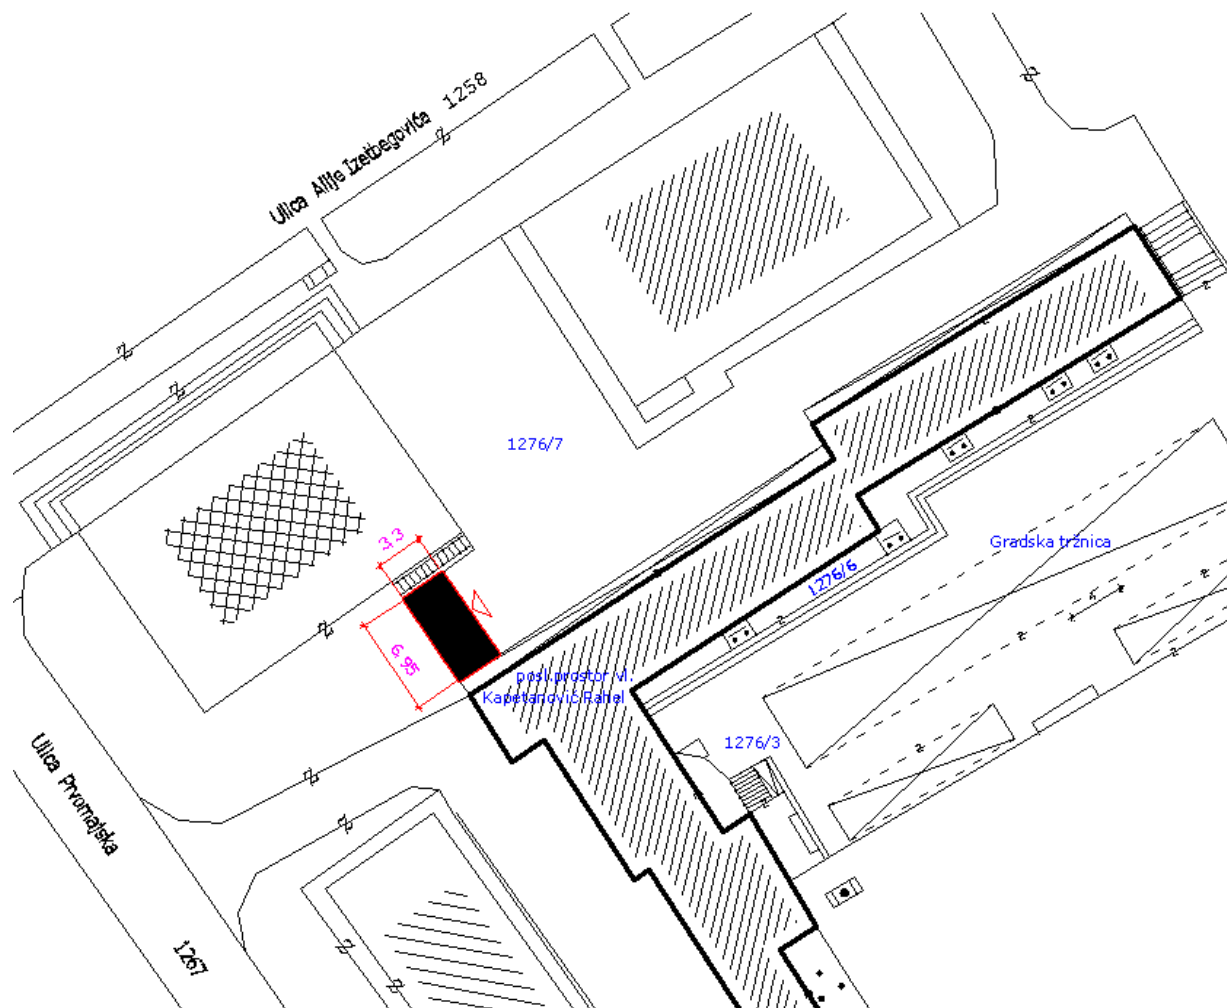 Ulica Alije Izetbegovića 1258
1276/7
3,3
6.95
Gradska tržnica
1276/6
posl.prostor vl.
Kapetanović Rahel
1276/3
Ulica Prvomajska
1267